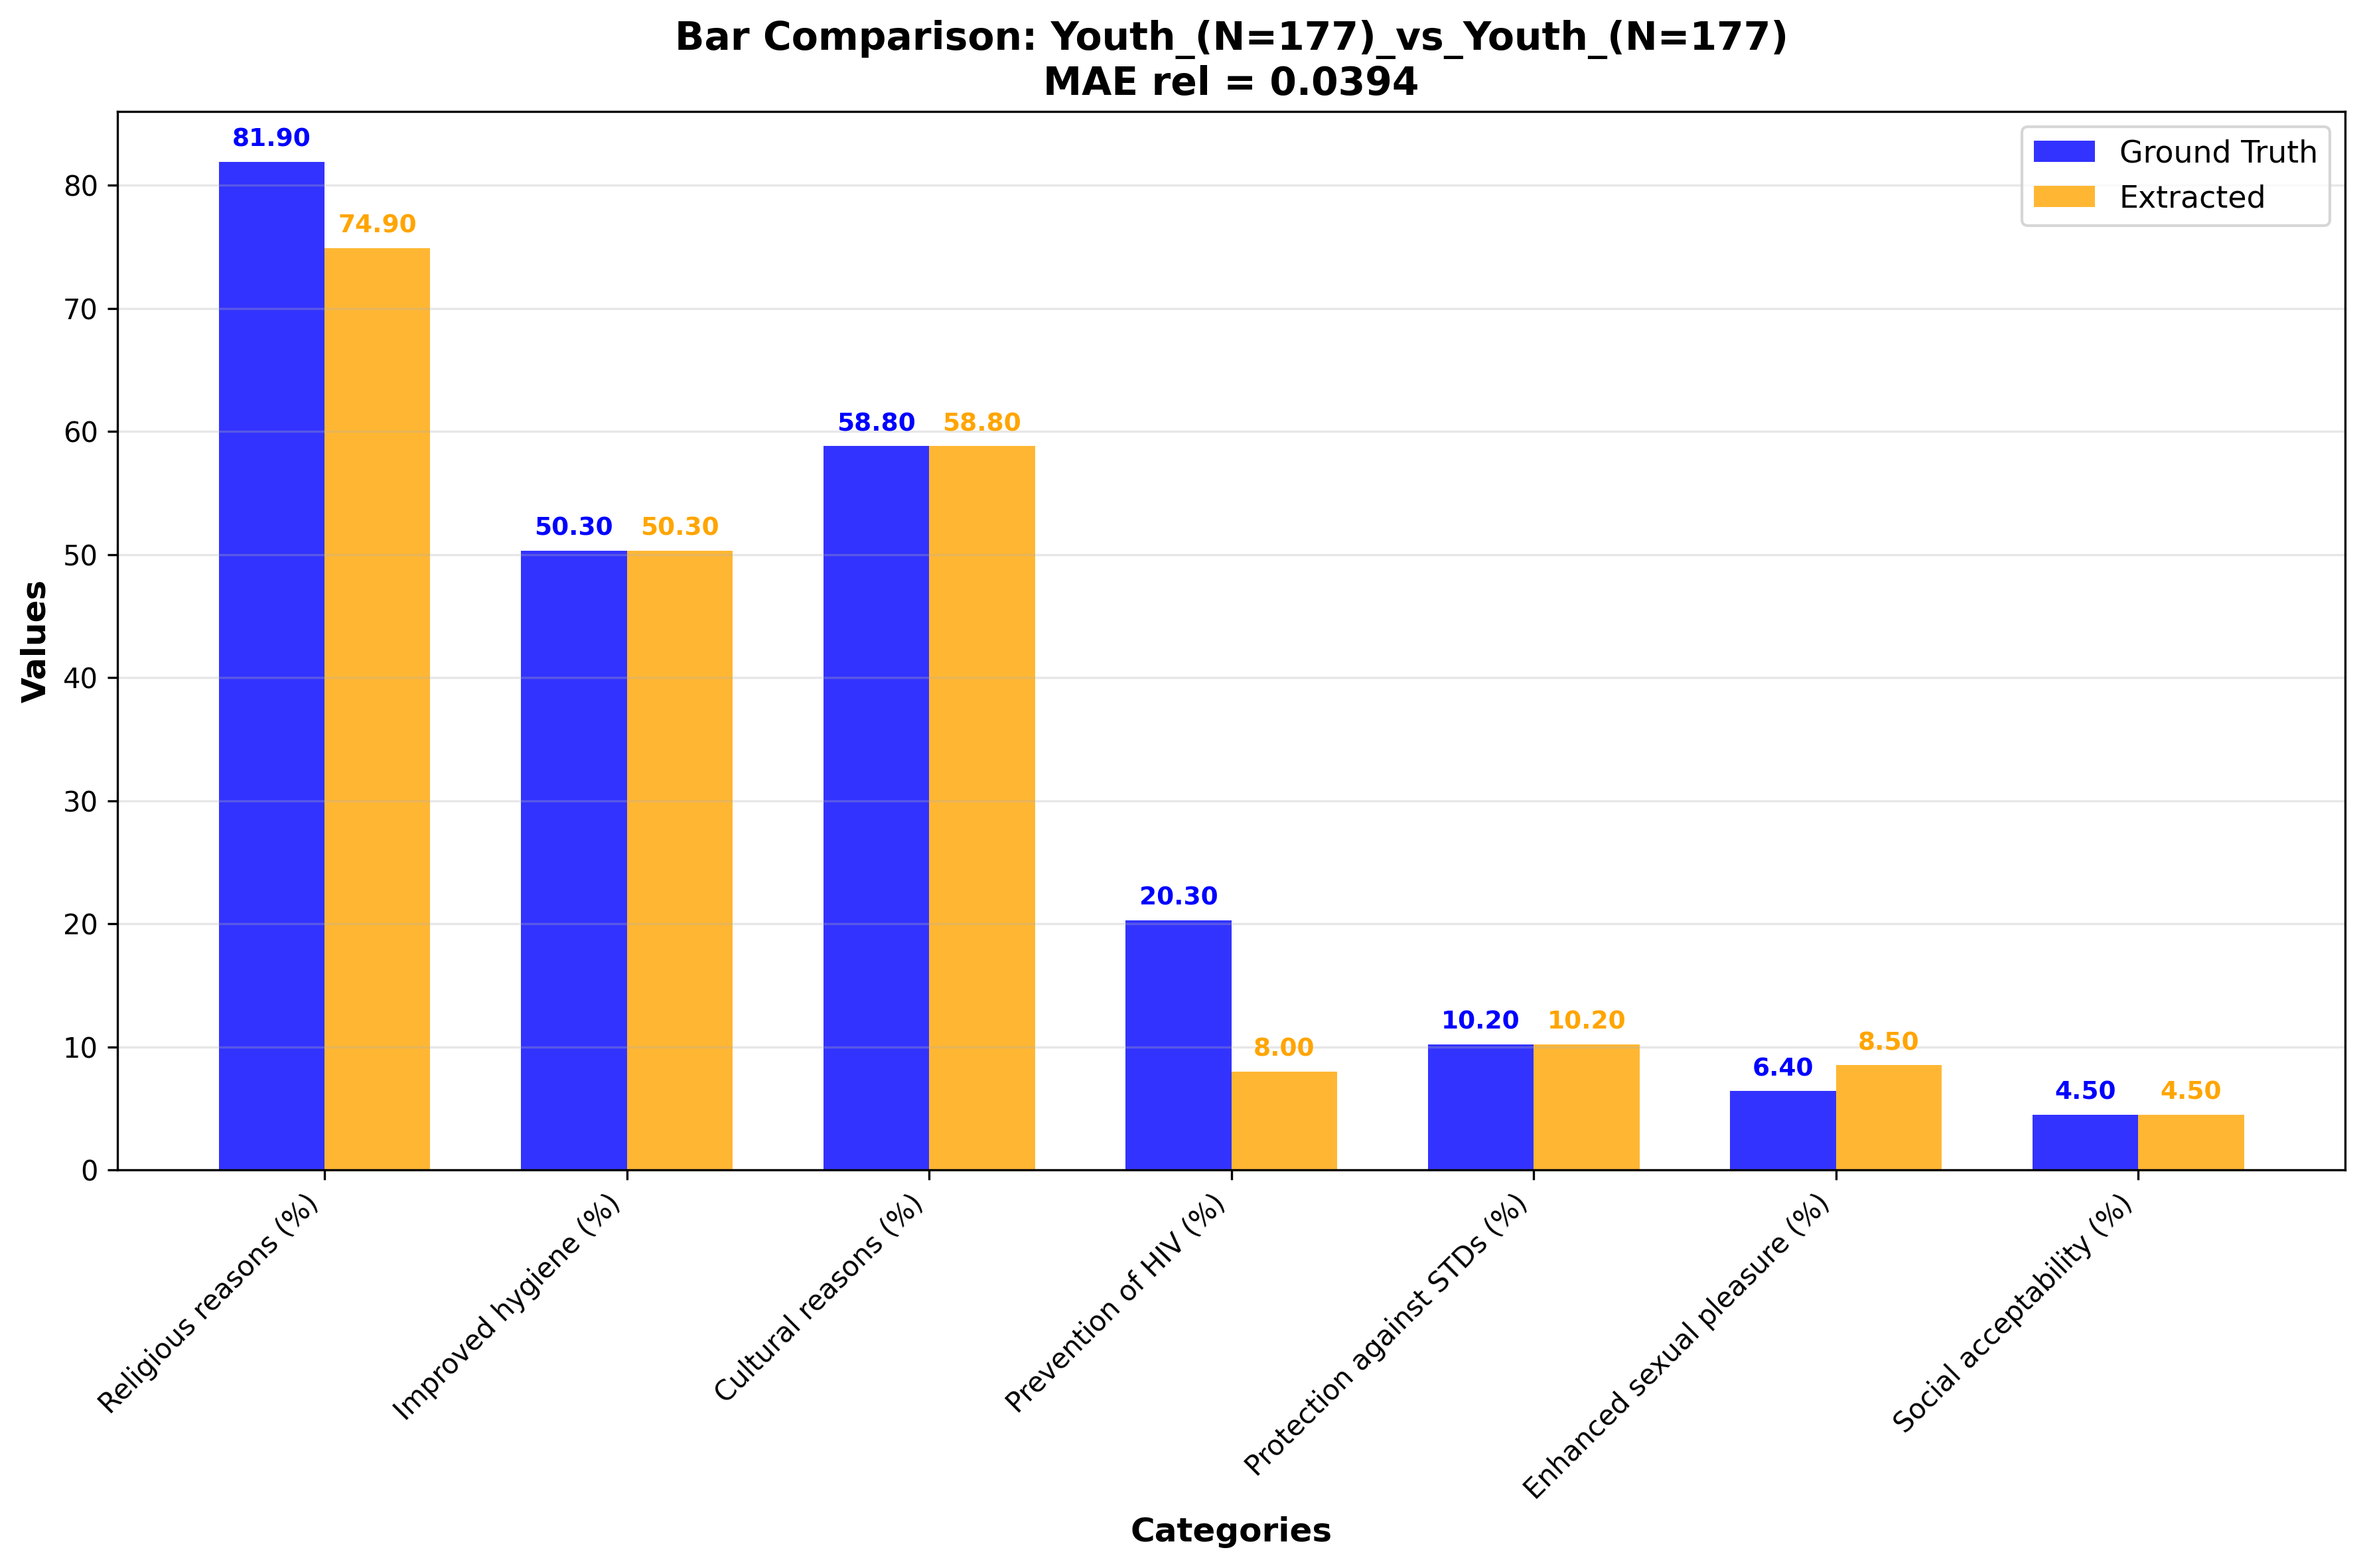 Bar Comparison: Youth_(N=177)_vs_Youth_(N=177)
MAE rel = 0.0394
Ground Truth
Extracted
Values
80
70
60
50
40
30
20
10
0
81.90
74.90
50.30
50.30
58.80
58.80
20.30
8.00
10.20
10.20
6.40
8.50
4.50
4.50
Religious reasons (%)
Improved hygiene (%)
Cultural reasons (%)
Prevention of HIV (%)
Protection against STDs (%)
Enhanced sexual pleasure (%)
Social acceptability (%)
Categories